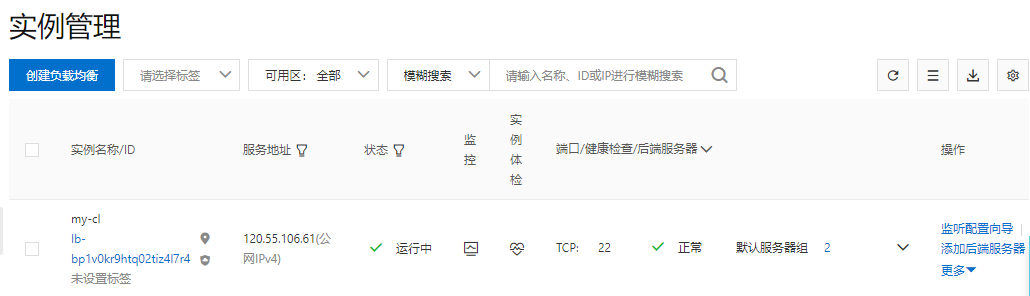 实例管理
创建负载均衡 请选择标签 可用区： 全部 模糊搜索 请输入名称、ID或IP进行模糊搜索
实例名称/ID 服务地址 状态 监控 实例体检 端口/健康检查/后端服务器 操作
my-cl
lb-
bp1v0kr9htq02tiz4l7r4
未设置标签
120.55.106.61(公
网IPv4)
运行中
TCP: 22 正常 默认服务器组 2
监听配置向导
添加后端服务器
更多